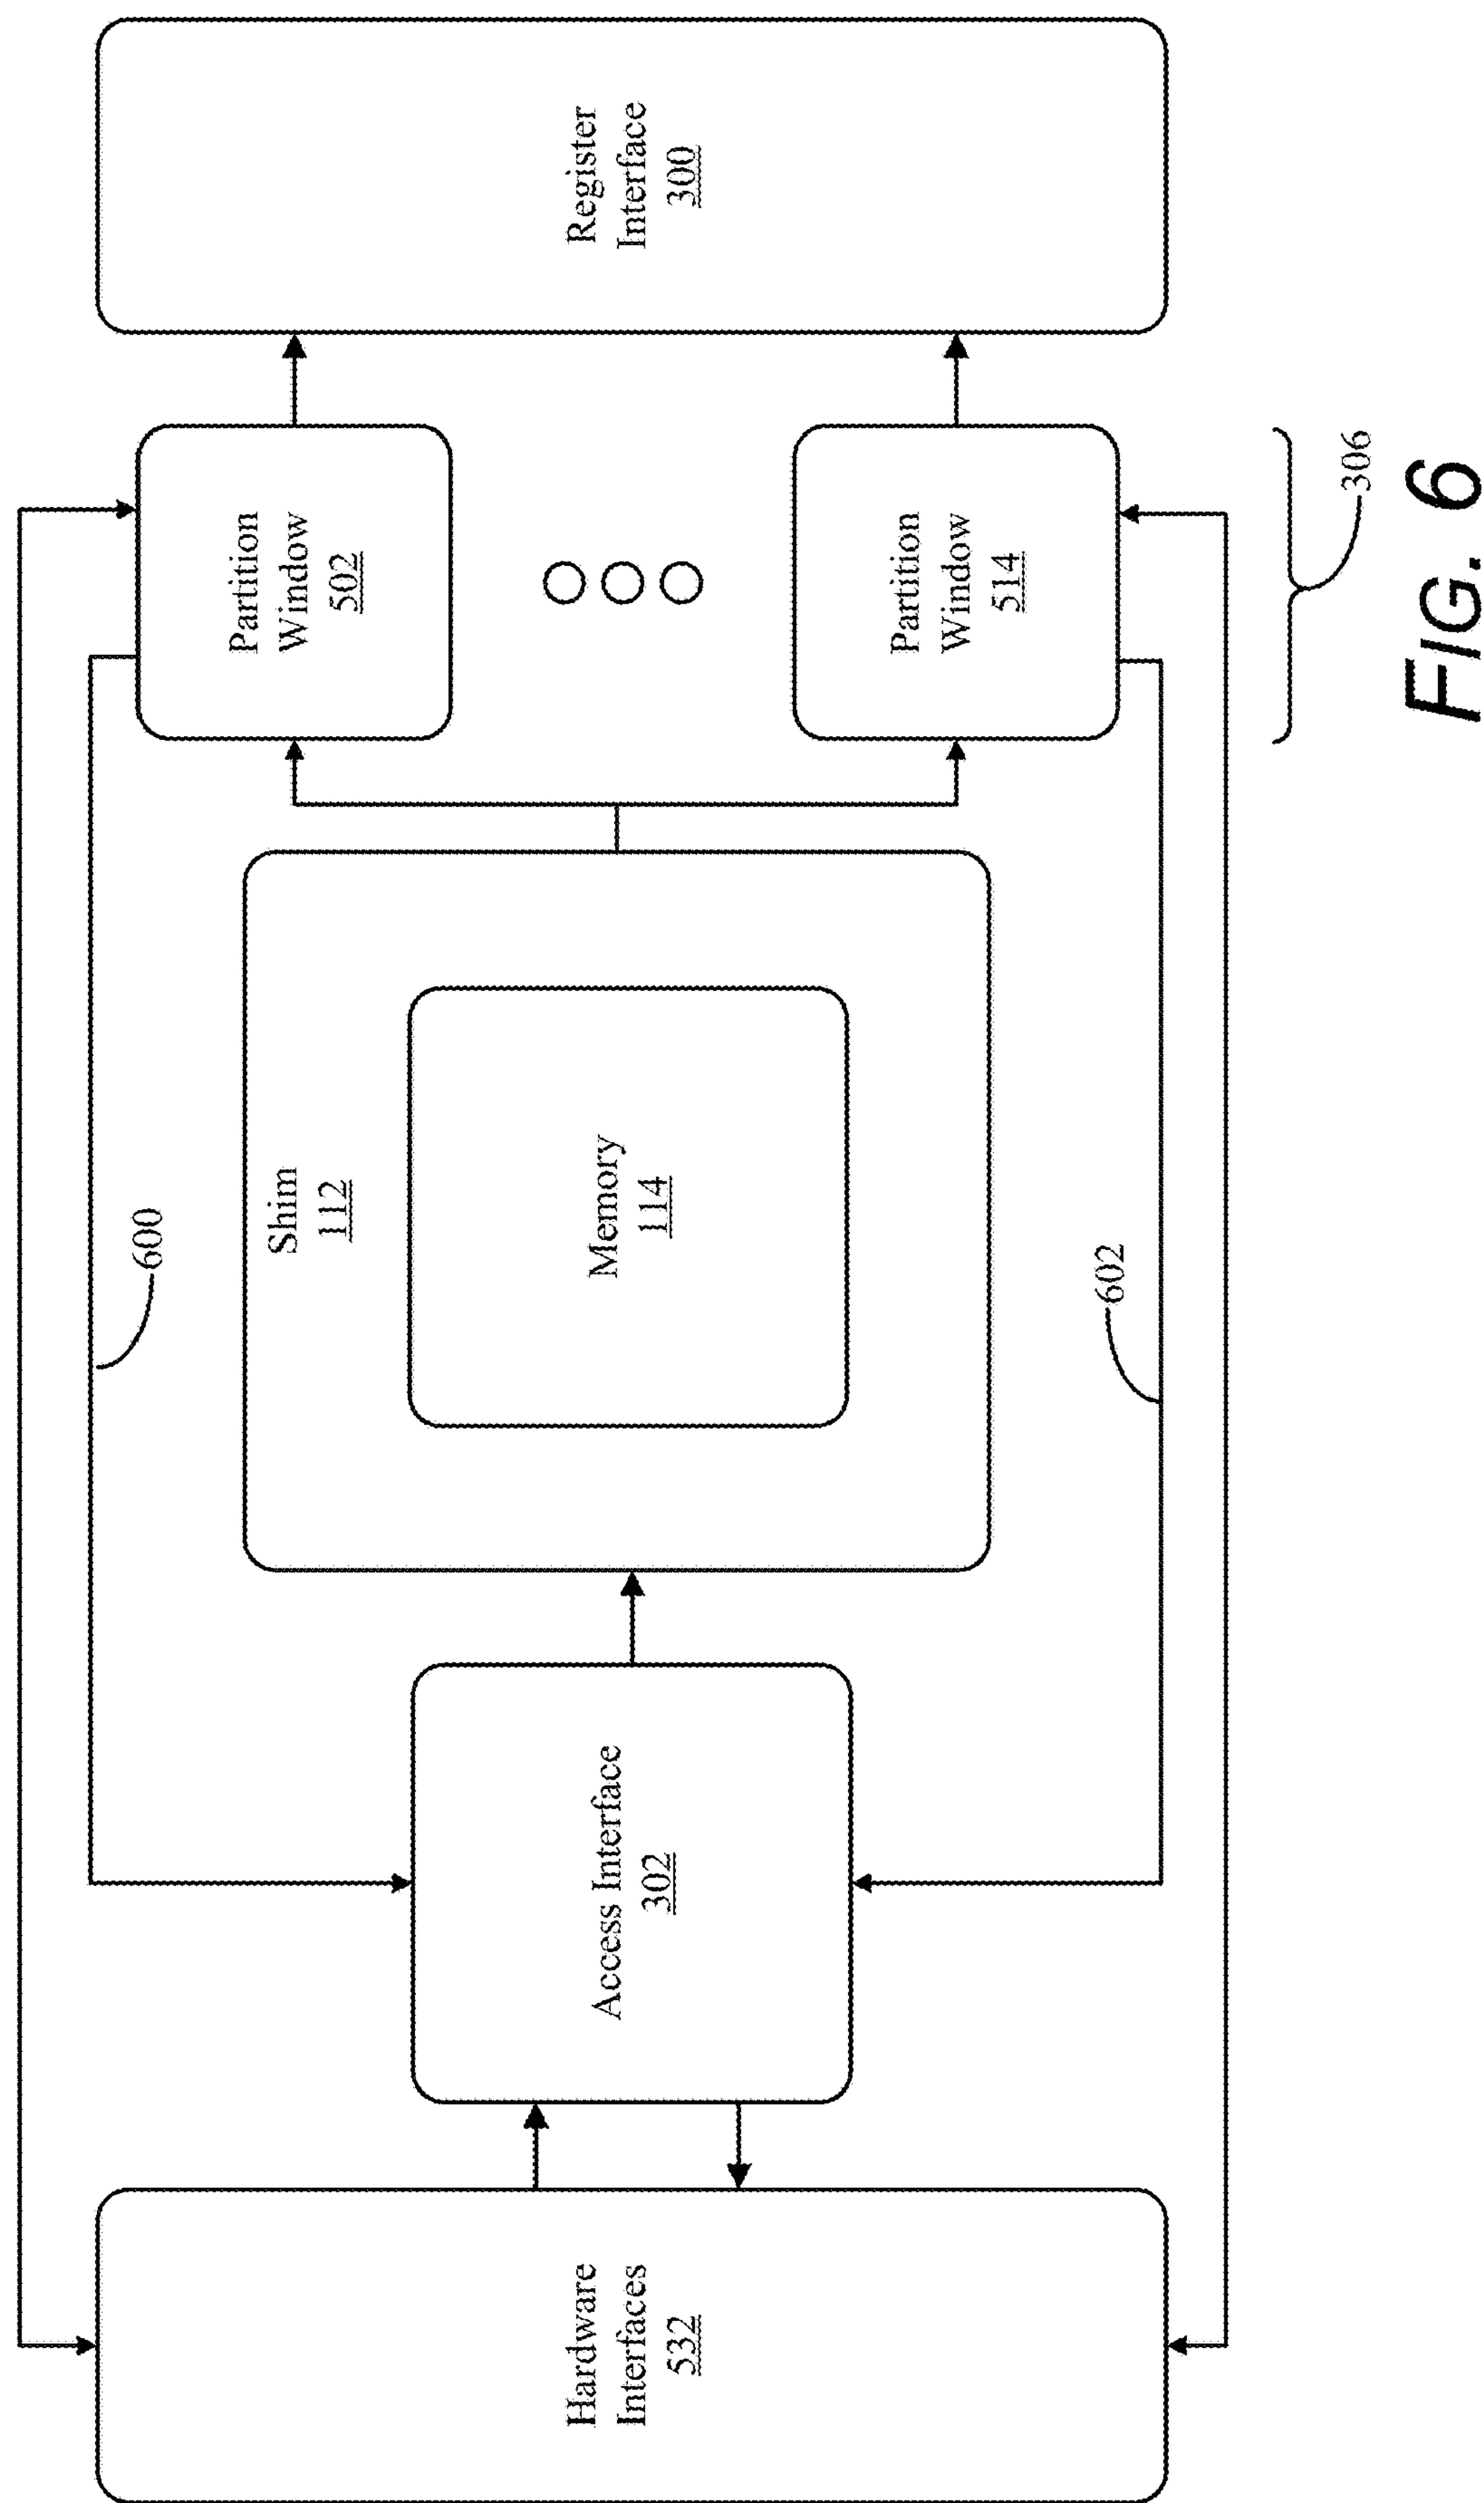 Hardware
Interfaces
532
Access Interface
302
600
Shim
112
Memory
114
602
Partition
Window
502
Partition
Window
514
306
Register
Interface
300
FIG. 6